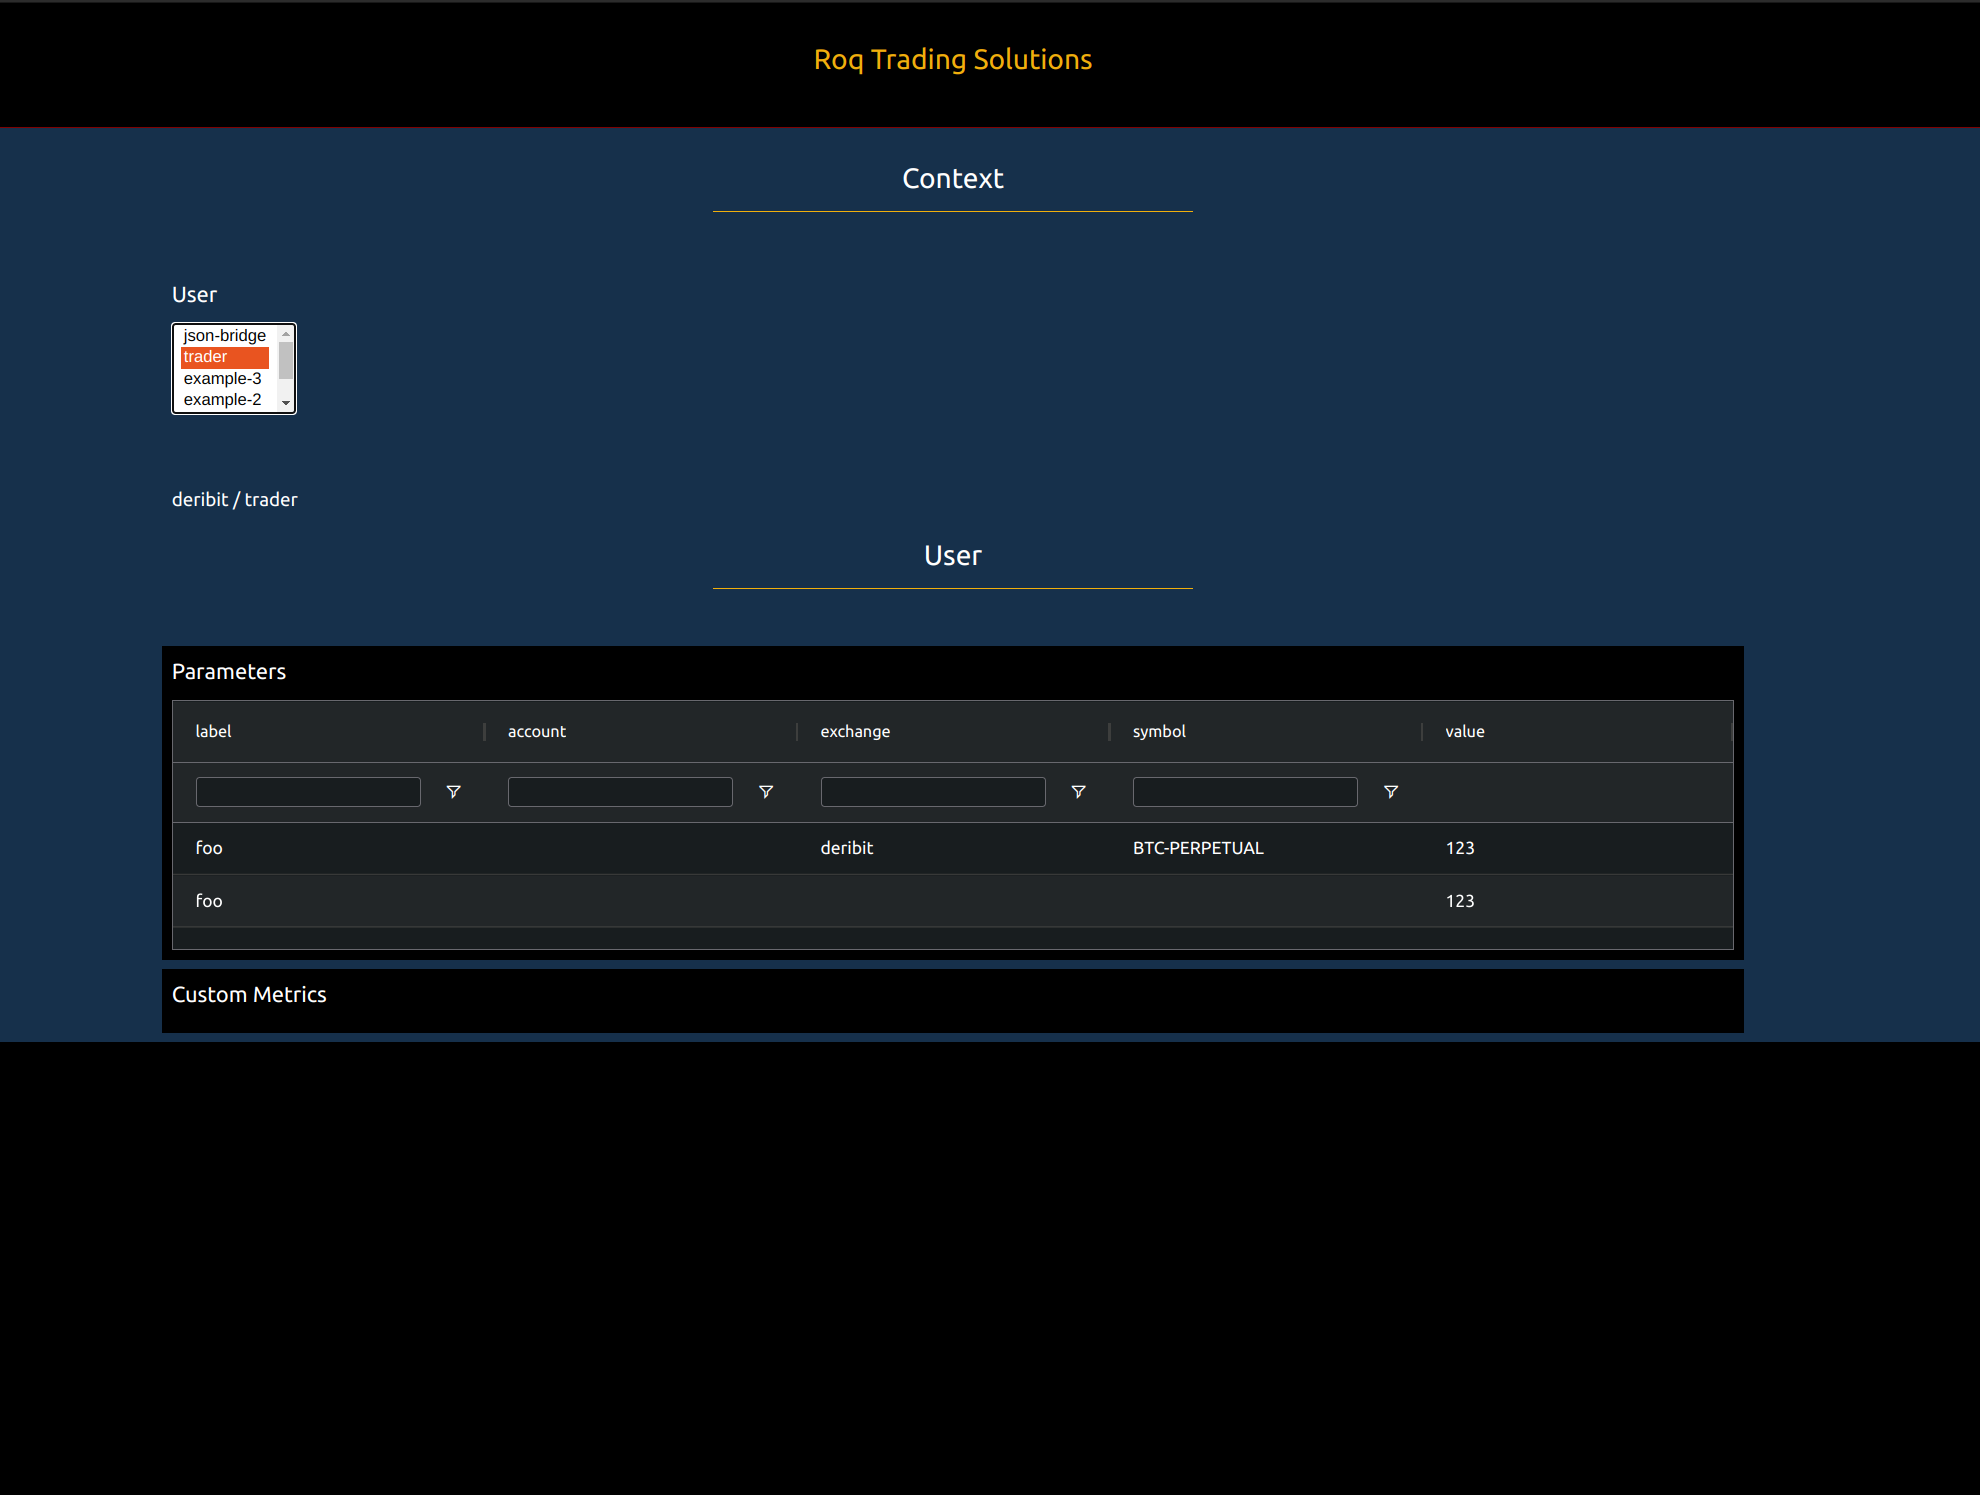 Roq Trading Solutions
Context
User
json-bridge
trader
example-3
example-2
deribit / trader
User
Parameters
label account exchange symbol value
foo deribit BTC-PERPETUAL 123
foo 123
Custom Metrics